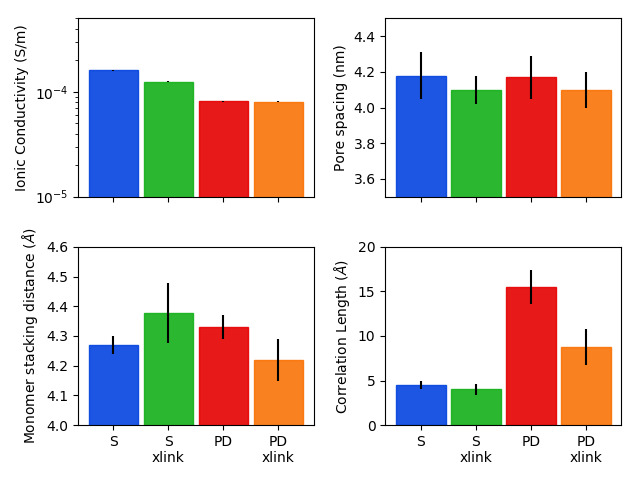 Ionic Conductivity (S/m)
10⁻⁴
10⁻⁵
Pore spacing (nm)
4.4
4.2
4.0
3.8
3.6
Monomer stacking distance (Å)
4.6
4.5
4.4
4.3
4.2
4.1
4.0
S
S
xlink
PD
PD
xlink
Correlation Length (Å)
20
15
10
5
0
S
S
xlink
PD
PD
xlink